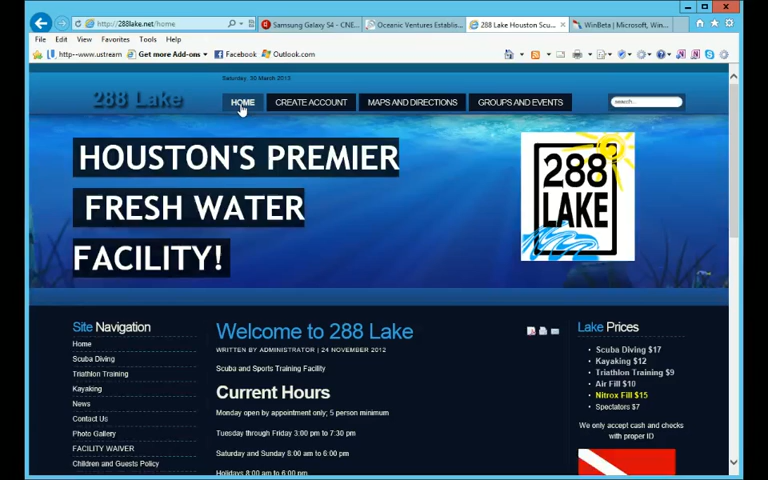 http://288lake.net/home
Samsung Galaxy S4 - CNE...
Oceanic Ventures Establis...
288 Lake Houston Scu...
WinBeta | Microsoft, Win...
File Edit View Favorites Tools Help
http--www.ustream
Get more Add-ons
Facebook
Outlook.com
Saturday, 30 March 2013
288 Lake
HOME
CREATE ACCOUNT
MAPS AND DIRECTIONS
GROUPS AND EVENTS
search...
HOUSTON'S PREMIER
FRESH WATER
FACILITY!
288
LAKE
Site Navigation
Home
Scuba Diving
Triathlon Training
Kayaking
News
Contact Us
Photo Gallery
FACILITY WAIVER
Children and Guests Policy
Welcome to 288 Lake
WRITTEN BY ADMINISTRATOR | 24 NOVEMBER 2012
Scuba and Sports Training Facility
Current Hours
Monday open by appointment only; 5 person minimum
Tuesday through Friday 3:00 pm to 7:30 pm
Saturday and Sunday 8:00 am to 6:00 pm
Holidays 8:00 am to 6:00 pm
Lake Prices
Scuba Diving $17
Kayaking $12
Triathlon Training $9
Air Fill $10
Nitrox Fill $15
Spectators $7
We only accept cash and checks
with proper ID